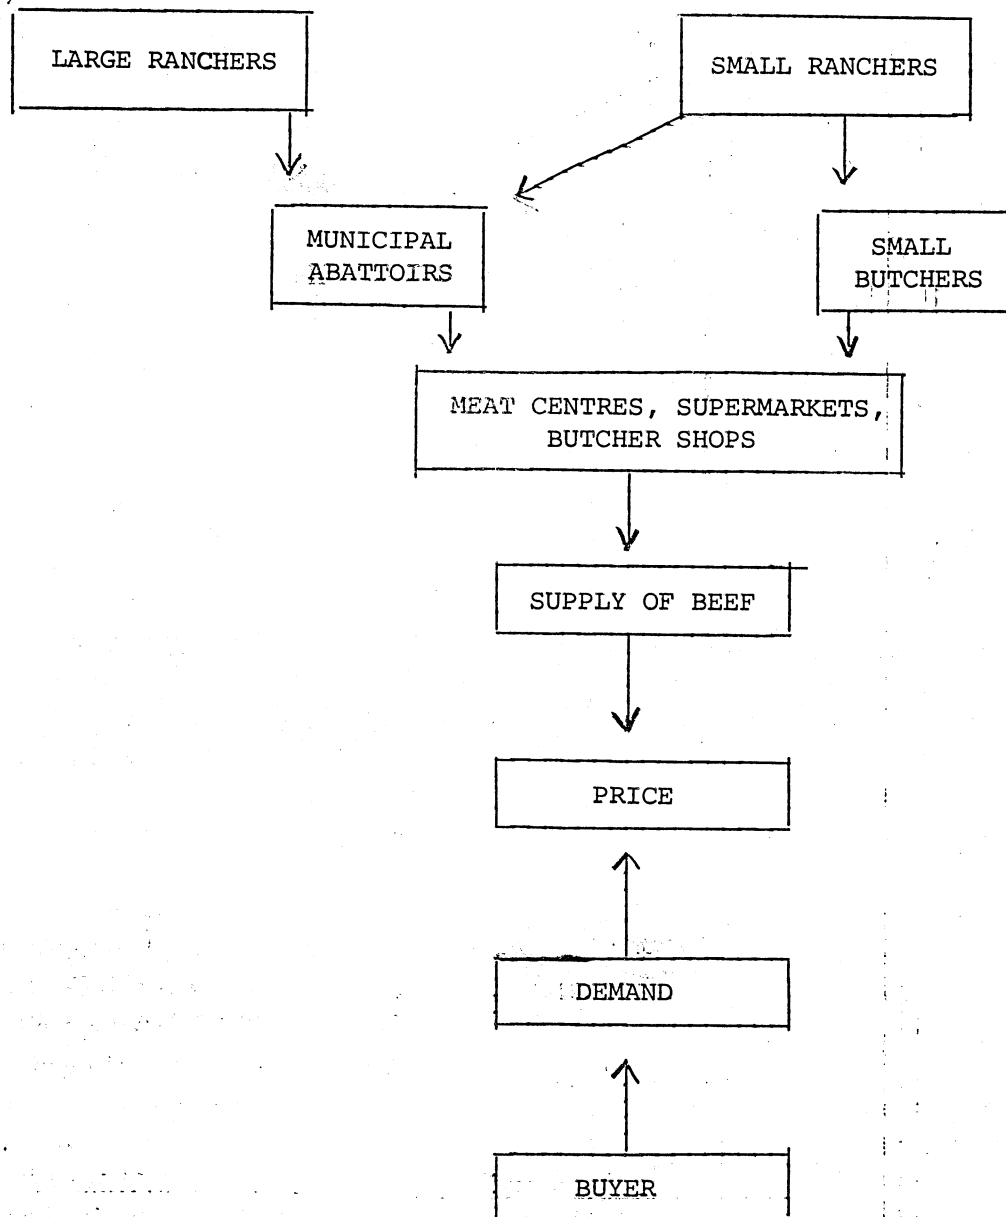 LARGE RANCHERS
SMALL RANCHERS
MUNICIPAL
ABATTOIRS
SMALL
BUTCHERS
MEAT CENTRES, SUPERMARKETS,
BUTCHER SHOPS
SUPPLY OF BEEF
PRICE
DEMAND
BUYER